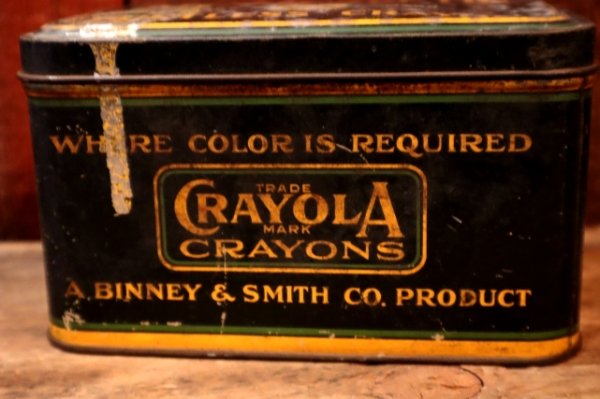 WHERE COLOR IS REQUIRED
TRADE
CRAYOLA
MARK
CRAYONS
A BINNEY & SMITH CO. PRODUCT